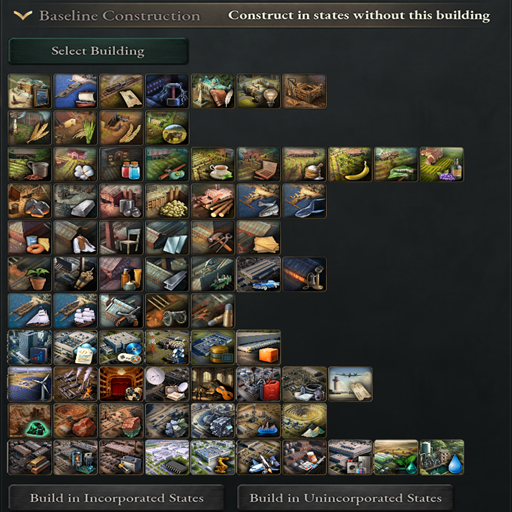 Baseline Construction
Construct in states without this building
Select Building
Build in Incorporated States
Build in Unincorporated States